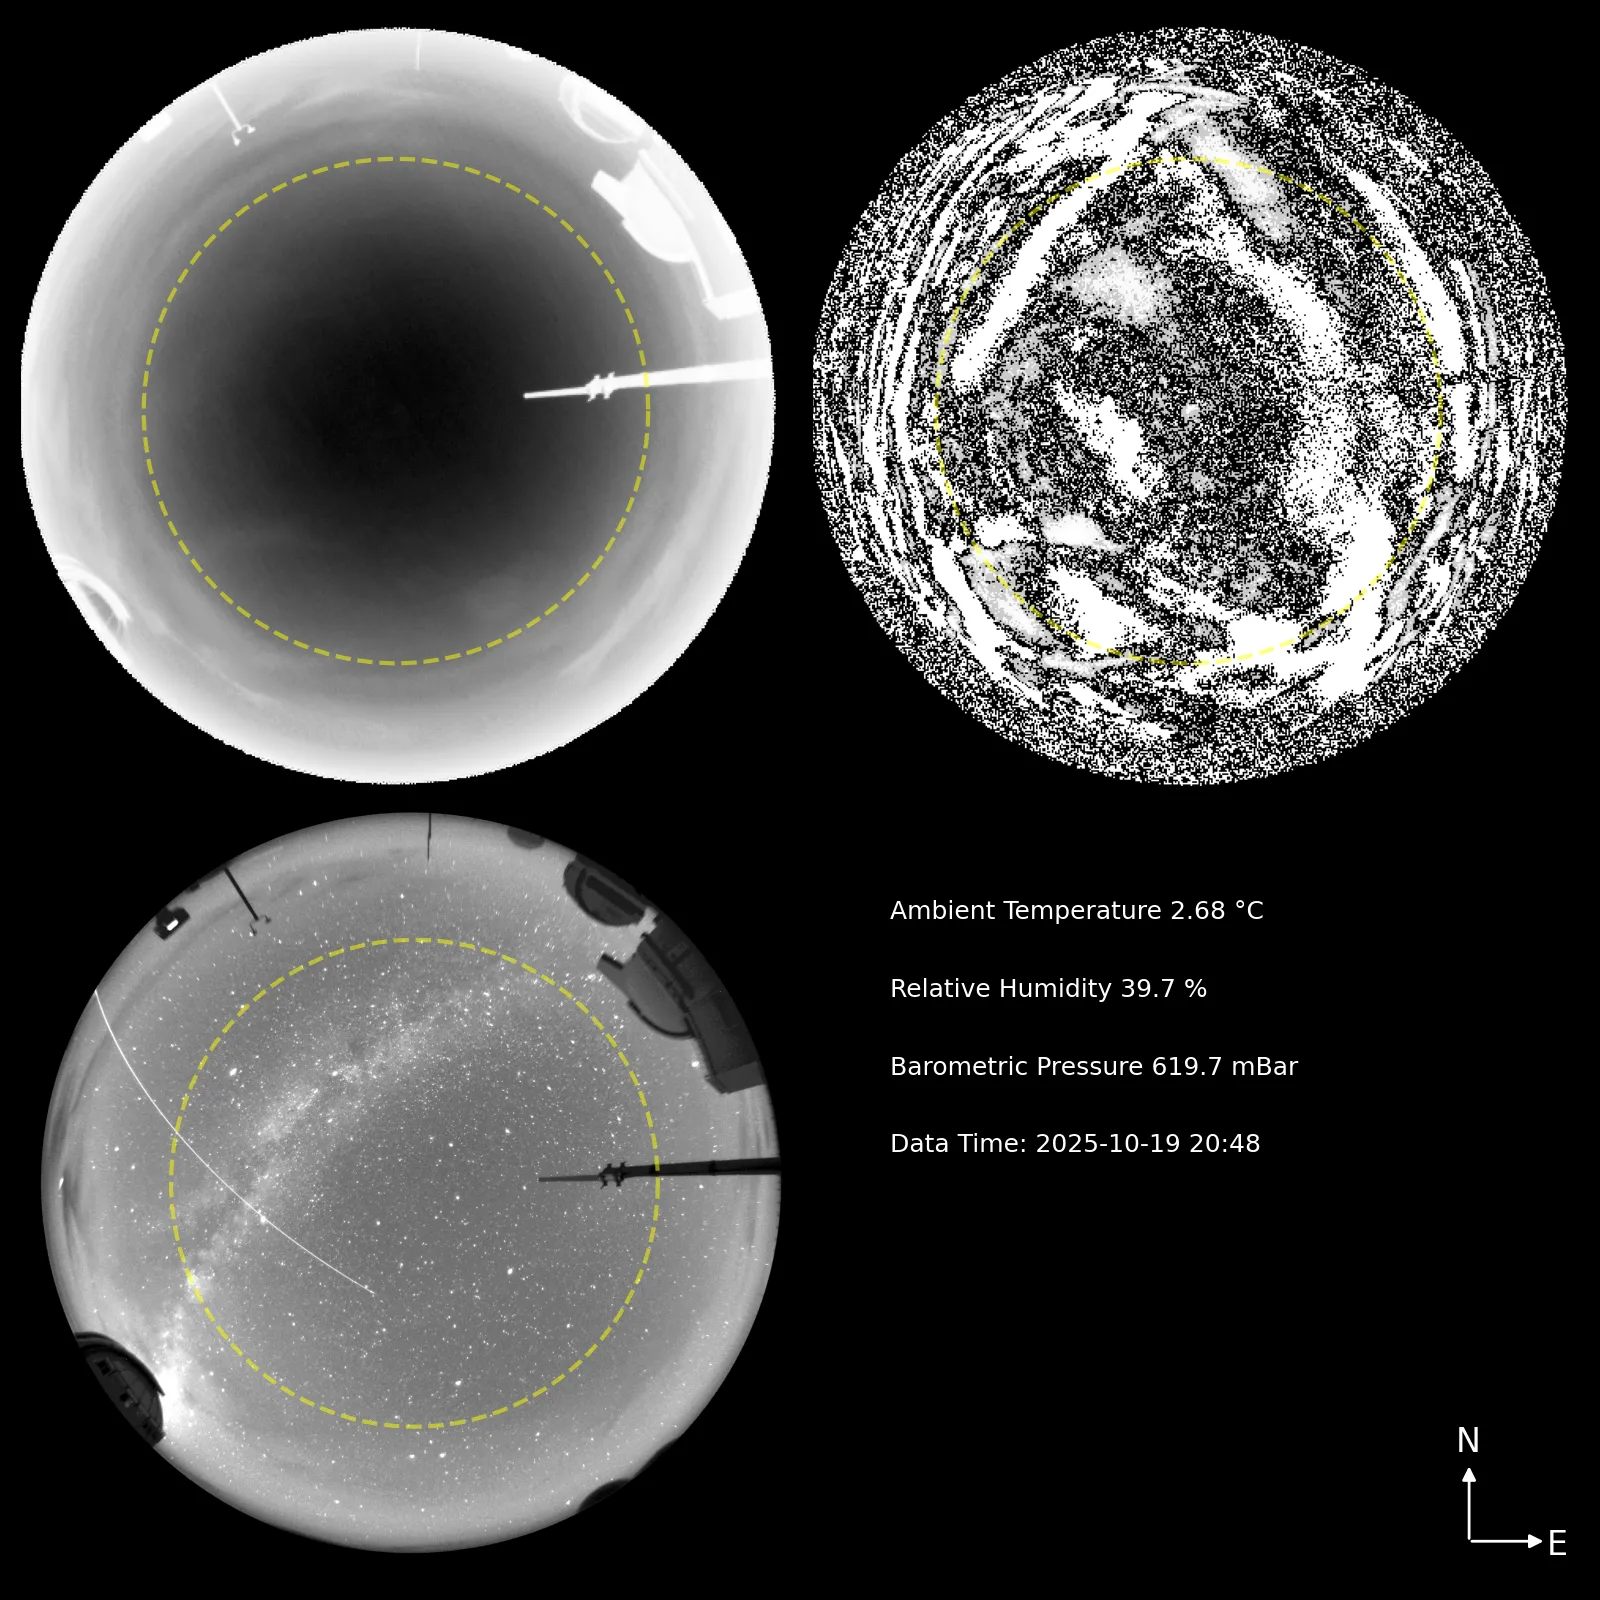 Ambient Temperature 2.68 °C
Relative Humidity 39.7 %
Barometric Pressure 619.7 mBar
Data Time: 2025-10-19 20:48
N
E